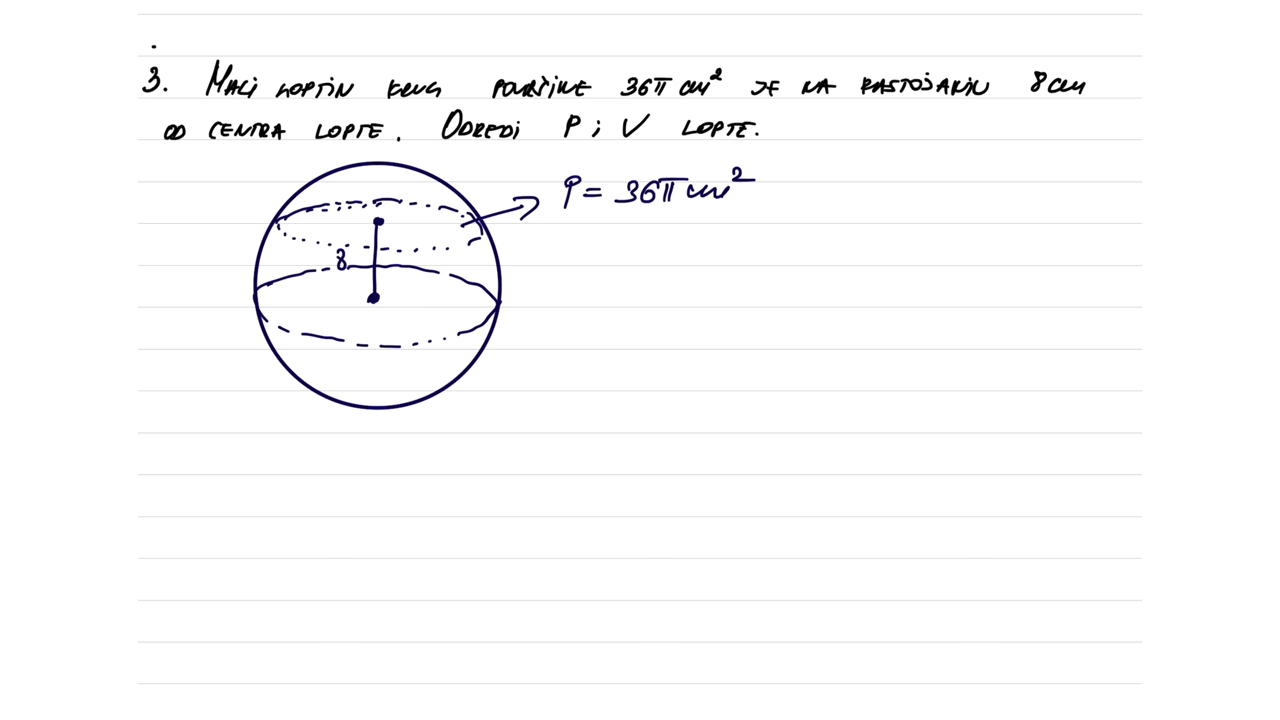 3. MALI LOPTIN KRUG POVRŠINE 36π cm² JE NA RASTOJANJU 8cm
OD CENTRA LOPTE. ODREDI P i V LOPTE.
P = 36π cm²
8